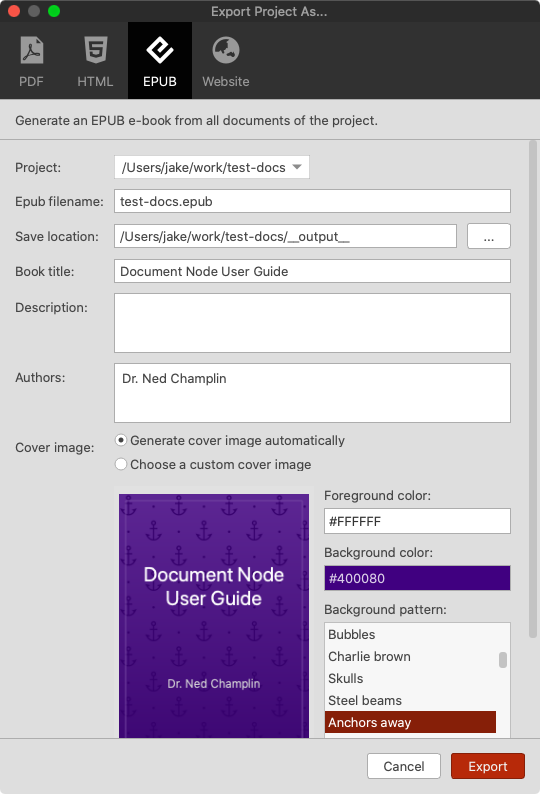 Export Project As...
PDF
HTML
EPUB
Website
Generate an EPUB e-book from all documents of the project.
Project: /Users/jake/work/test-docs
Epub filename: test-docs.epub
Save location: /Users/jake/work/test-docs/__output__ ...
Book title: Document Node User Guide
Description:
Authors: Dr. Ned Champlin
Cover image: Generate cover image automatically
Choose a custom cover image
Document Node
User Guide
Dr. Ned Champlin
Foreground color:
#FFFFFF
Background color:
#400080
Background pattern:
Bubbles
Charlie brown
Skulls
Steel beams
Anchors away
Cancel
Export